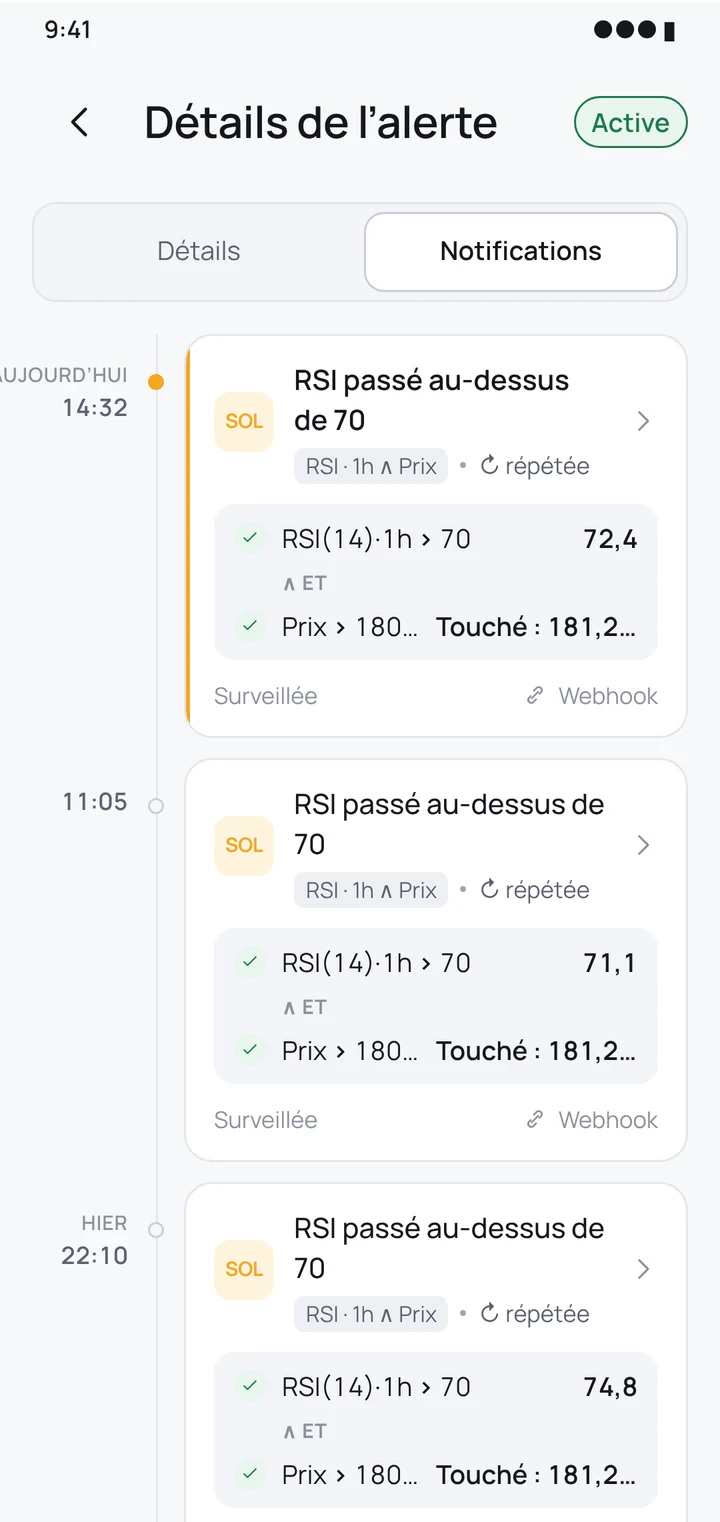 9:41
Détails de l’alerte
Active
Détails
Notifications
AUJOURD’HUI
14:32
RSI passé au-dessus
de 70
SOL
RSI · 1h ∧ Prix • répétée
RSI(14)·1h > 70 72,4
∧ ET
Prix > 180… Touché : 181,2…
Surveillée Webhook
11:05
RSI passé au-dessus de
70
SOL
RSI · 1h ∧ Prix • répétée
RSI(14)·1h > 70 71,1
∧ ET
Prix > 180… Touché : 181,2…
Surveillée Webhook
HIER
22:10
RSI passé au-dessus de
70
SOL
RSI · 1h ∧ Prix • répétée
RSI(14)·1h > 70 74,8
∧ ET
Prix > 180… Touché : 181,2…